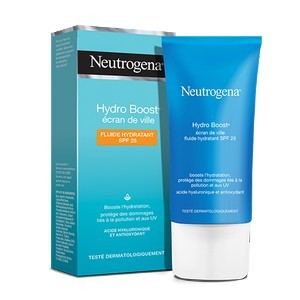 Neutrogena®
Hydro Boost®
écran de ville
FLUIDE HYDRATANT
SPF 25
Booste l'hydratation,
protège des dommages liés
à la pollution et aux UV
ACIDE HYALURONIQUE
ET ANTIOXYDANT
TESTÉ DERMATOLOGIQUEMENT
Neutrogena®
Hydro Boost®
écran de ville
fluide hydratant SPF 25
booste l'hydratation,
protège des dommages liés à la
pollution et aux UV
acide hyaluronique et antioxydant
TESTÉ DERMATOLOGIQUEMENT